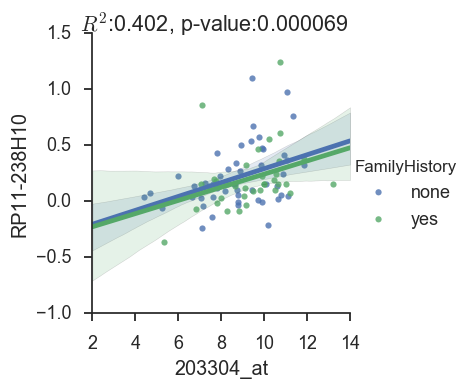 R²:0.402, p-value:0.000069
1.5
1.0
0.5
0.0
−0.5
−1.0
RP11-238H10
2 4 6 8 10 12 14
203304_at
FamilyHistory
none
yes